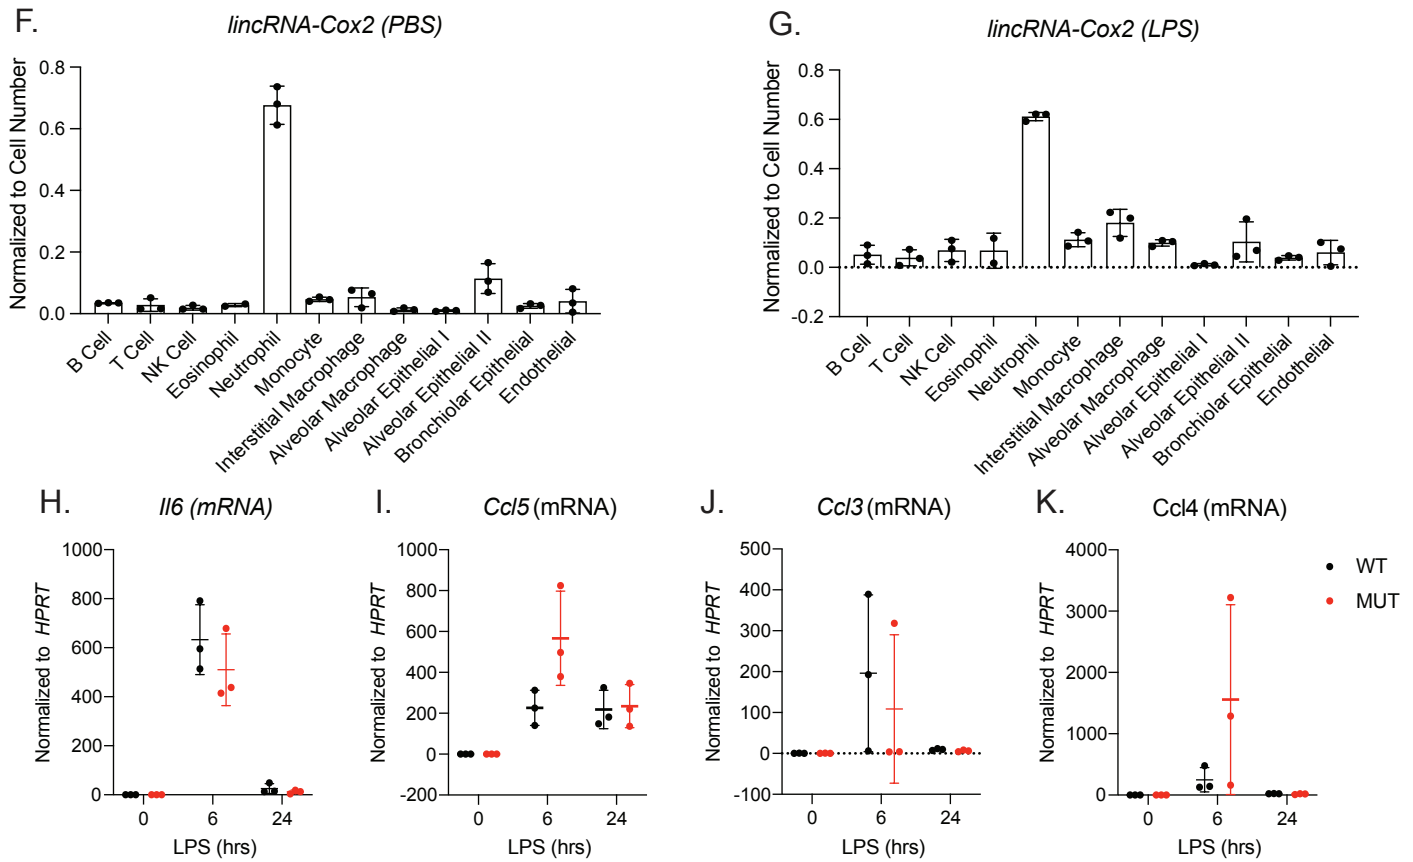 F.
lincRNA-Cox2 (PBS)
Normalized to Cell Number
0.8
0.6
0.4
0.2
0.0
B Cell
T Cell
NK Cell
Eosinophil
Neutrophil
Monocyte
Interstitial Macrophage
Alveolar Macrophage
Alveolar Epithelial I
Alveolar Epithelial II
Bronchiolar Epithelial
Endothelial
G.
lincRNA-Cox2 (LPS)
Normalized to Cell Number
0.8
0.6
0.4
0.2
0.0
-0.2
B Cell
T Cell
NK Cell
Eosinophil
Neutrophil
Monocyte
Interstitial Macrophage
Alveolar Macrophage
Alveolar Epithelial I
Alveolar Epithelial II
Bronchiolar Epithelial
Endothelial
H.
Il6 (mRNA)
Normalized to HPRT
1000
800
600
400
200
0
0 6 24
LPS (hrs)
I.
Ccl5 (mRNA)
Normalized to HPRT
1000
800
600
400
200
0
-200
0 6 24
LPS (hrs)
J.
Ccl3 (mRNA)
Normalized to HPRT
500
400
300
200
100
0
-100
0 6 24
LPS (hrs)
K.
Ccl4 (mRNA)
Normalized to HPRT
4000
3000
2000
1000
0
0 6 24
LPS (hrs)
WT
MUT